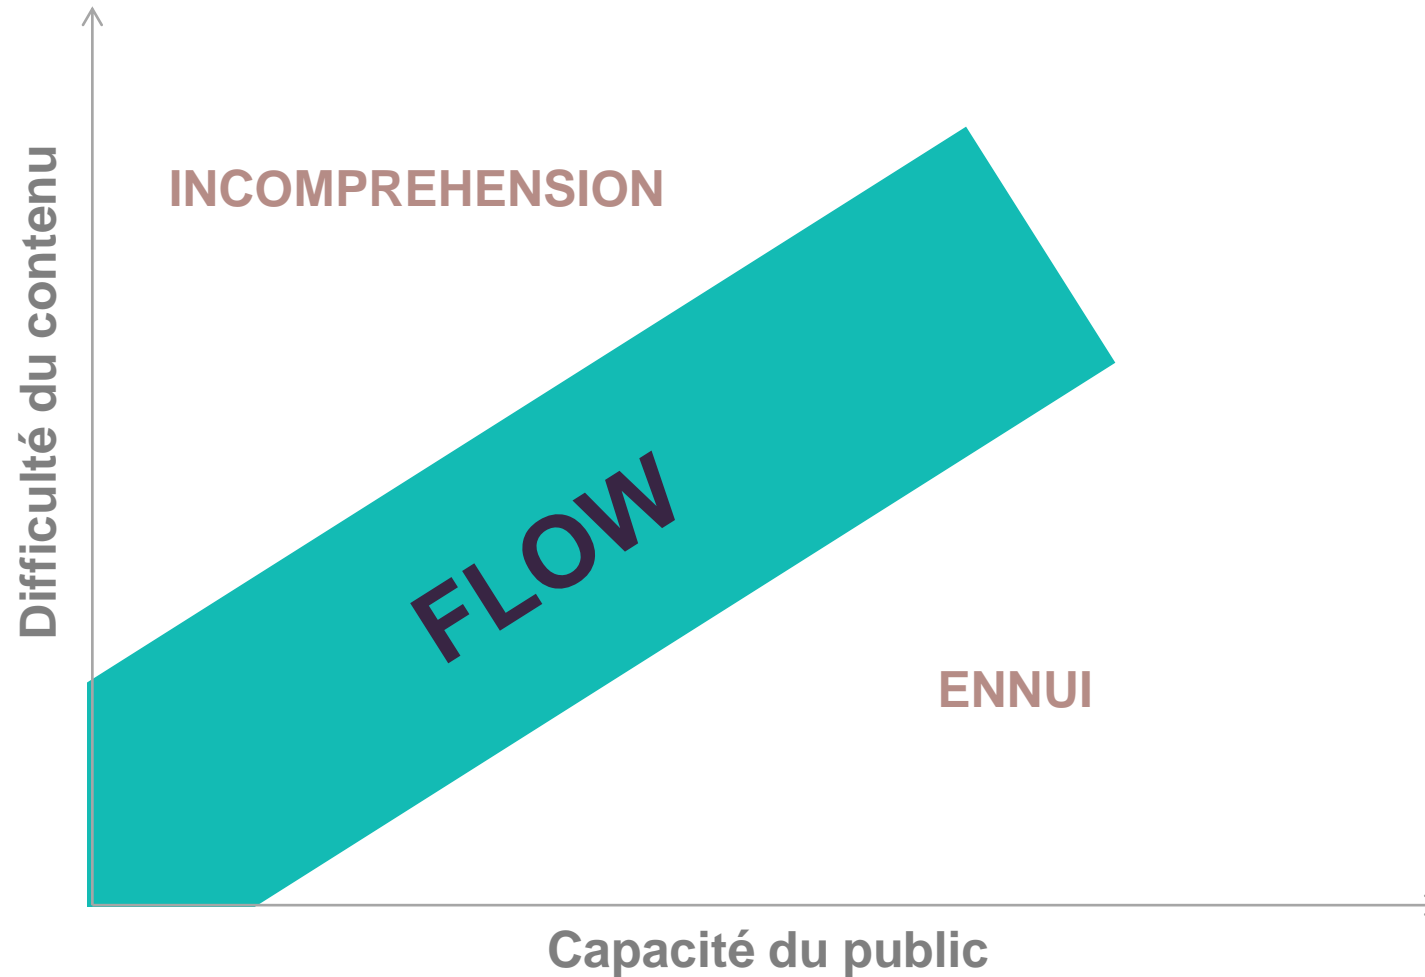 Difficulté du contenu
INCOMPREHENSION
FLOW
ENNUI
Capacité du public